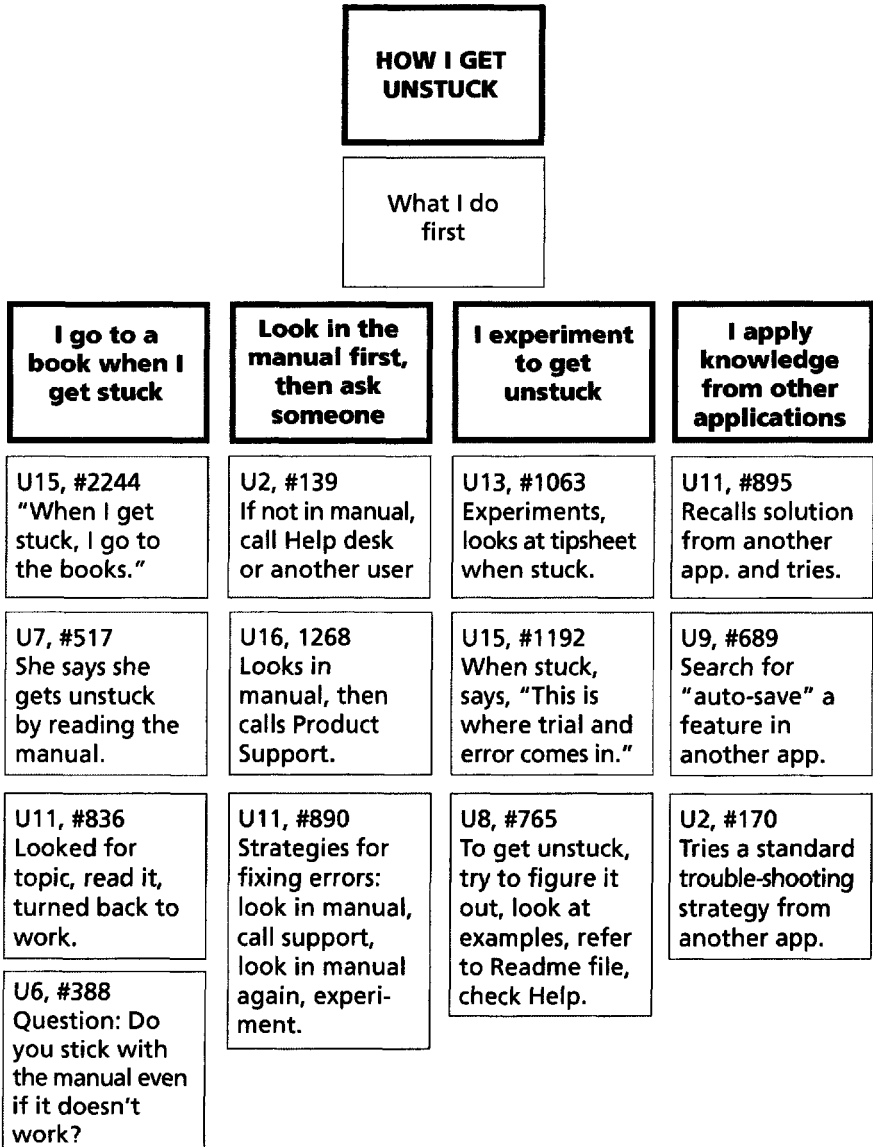 HOW I GET
UNSTUCK
What I do
first
I go to a
book when I
get stuck
U15, #2244
"When I get
stuck, I go to
the books."
U7, #517
She says she
gets unstuck
by reading the
manual.
U11, #836
Looked for
topic, read it,
turned back to
work.
U6, #388
Question: Do
you stick with
the manual even
if it doesn't
work?
Look in the
manual first,
then ask
someone
U2, #139
If not in manual,
call Help desk
or another user
U16, 1268
Looks in
manual, then
calls Product
Support.
U11, #890
Strategies for
fixing errors:
look in manual,
call support,
look in manual
again, experi-
ment.
I experiment
to get
unstuck
U13, #1063
Experiments,
looks at tipsheet
when stuck.
U15, #1192
When stuck,
says, "This is
where trial and
error comes in."
U8, #765
To get unstuck,
try to figure it
out, look at
examples, refer
to Readme file,
check Help.
I apply
knowledge
from other
applications
U11, #895
Recalls solution
from another
app. and tries.
U9, #689
Search for
"auto-save" a
feature in
another app.
U2, #170
Tries a standard
trouble-shooting
strategy from
another app.